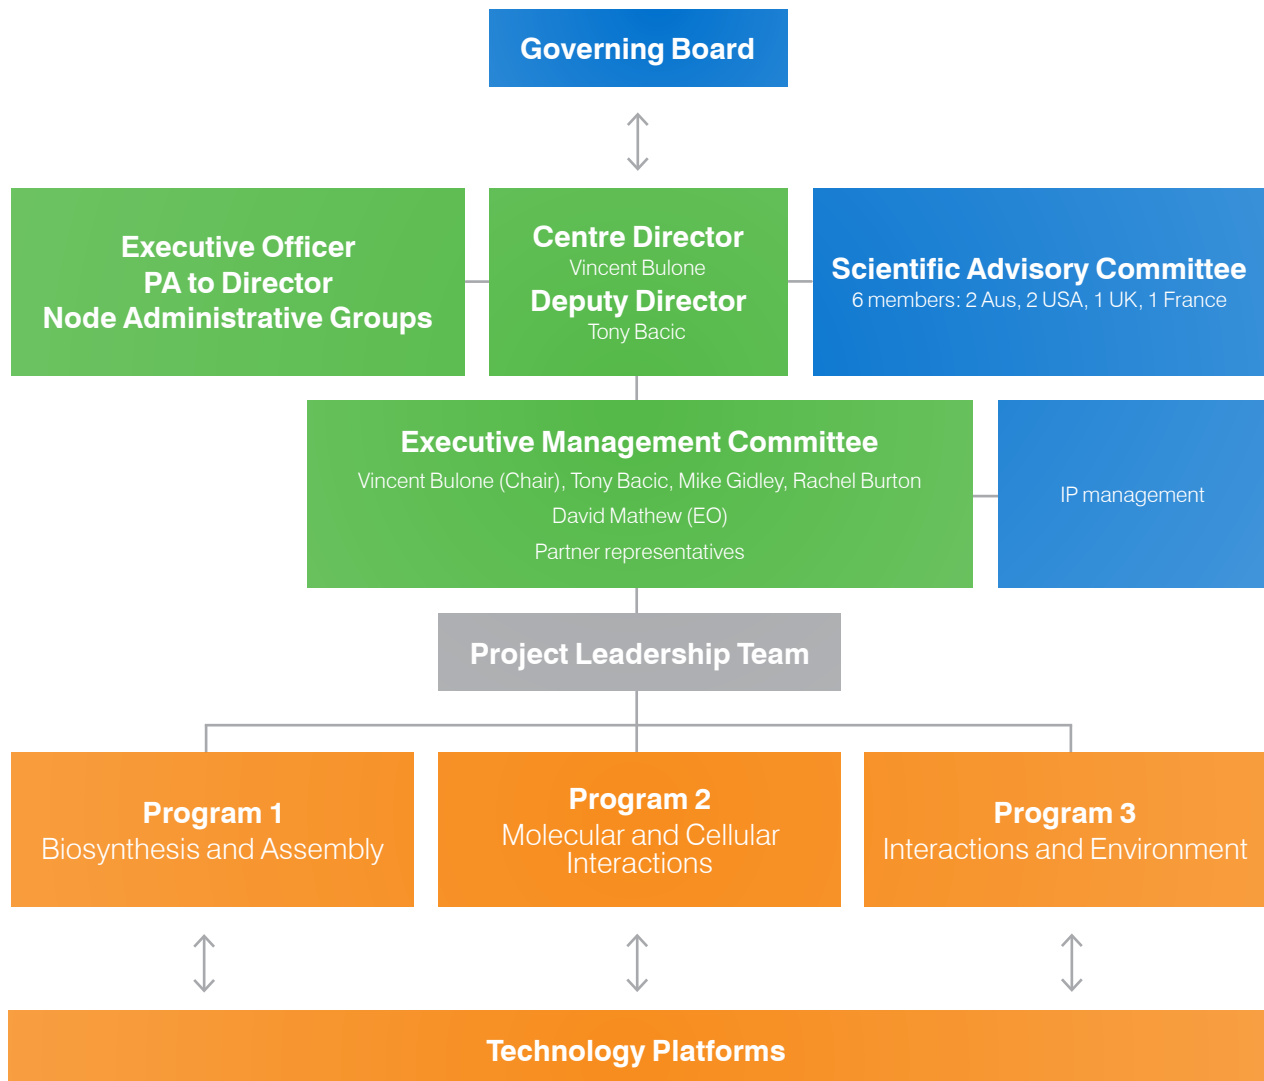 Governing Board
Executive Officer
PA to Director
Node Administrative Groups
Centre Director
Vincent Bulone
Deputy Director
Tony Bacic
Scientific Advisory Committee
6 members: 2 Aus, 2 USA, 1 UK, 1 France
Executive Management Committee
Vincent Bulone (Chair), Tony Bacic, Mike Gidley, Rachel Burton
David Mathew (EO)
Partner representatives
IP management
Project Leadership Team
Program 1
Biosynthesis and Assembly
Program 2
Molecular and Cellular
Interactions
Program 3
Interactions and Environment
Technology Platforms